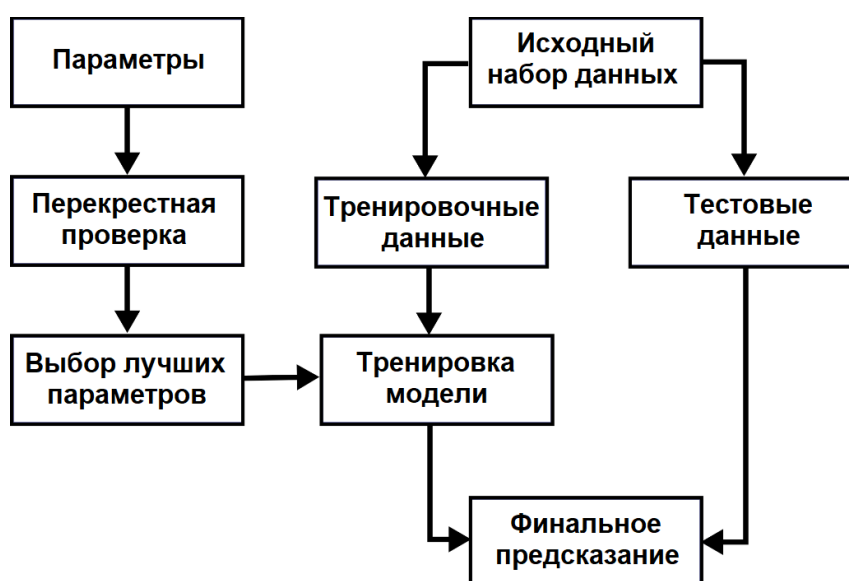 Параметры
Исходный
набор данных
Перекрестная
проверка
Тренировочные
данные
Тестовые
данные
Выбор лучших
параметров
Тренировка
модели
Финальное
предсказание